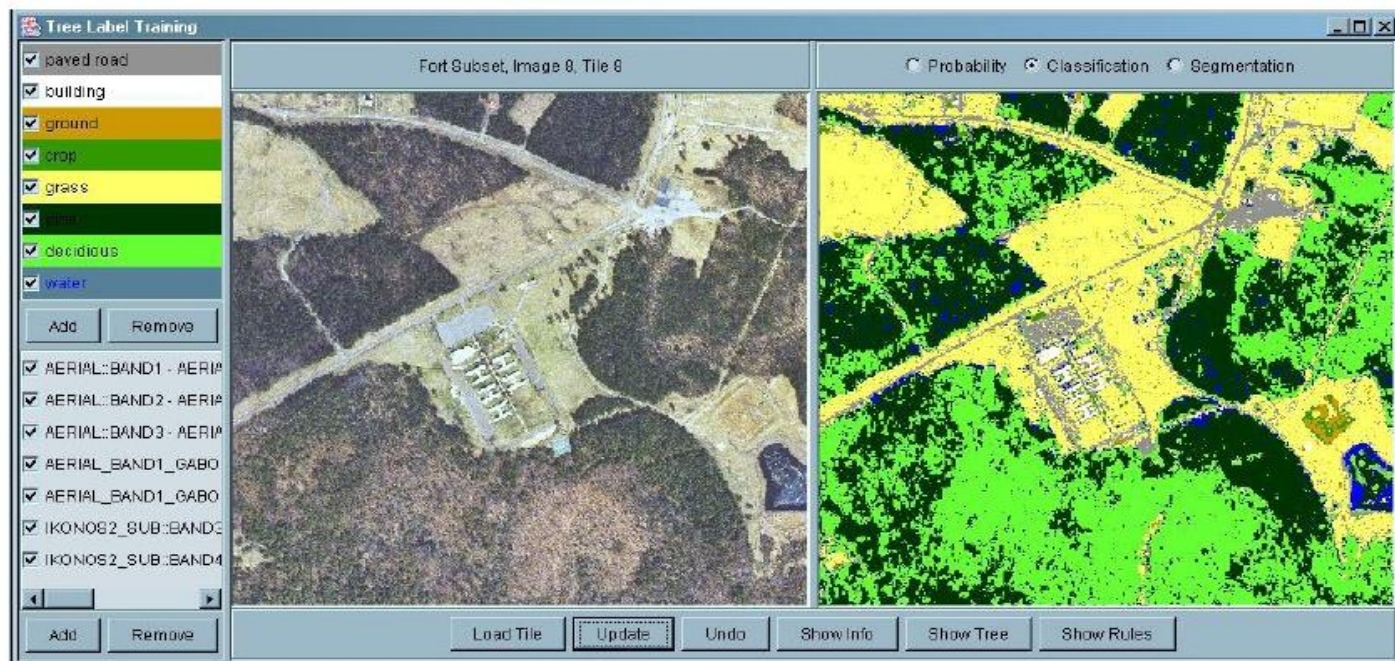 Tree Label Training
paved road
building
ground
crop
grass
decidious
water
Add Remove
AERIAL::BAND1 - AERIA
AERIAL::BAND2 - AERIA
AERIAL::BAND3 - AERIA
AERIAL_BAND1_GABO
AERIAL_BAND1_GABO
IKONOS2_SUB::BAND3
IKONOS2_SUB::BAND4
Add Remove
Fort Subset, Image 8, Tile 8
Probability Classification Segmentation
Load Tile Update Undo Show Info Show Tree Show Rules